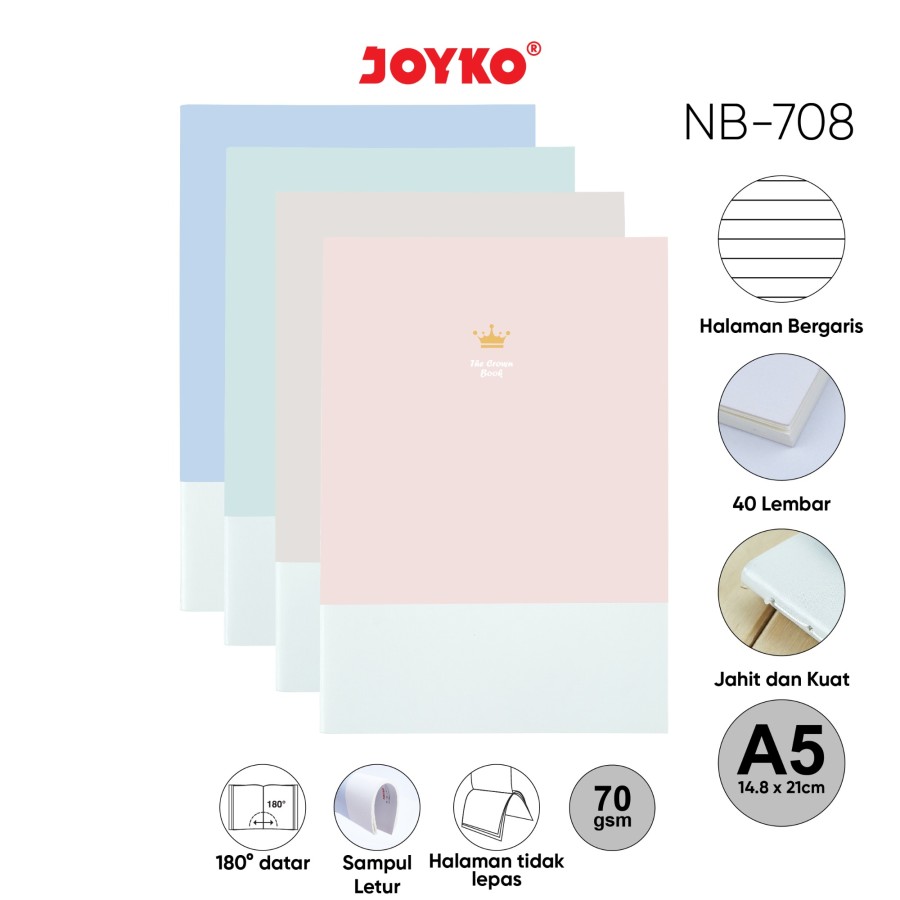 JOYKO®
NB-708
The Crown
Book
Halaman Bergaris
40 Lembar
Jahit dan Kuat
A5
14.8 x 21cm
180°
180° datar
Sampul
Letur
Halaman tidak
lepas
70
gsm